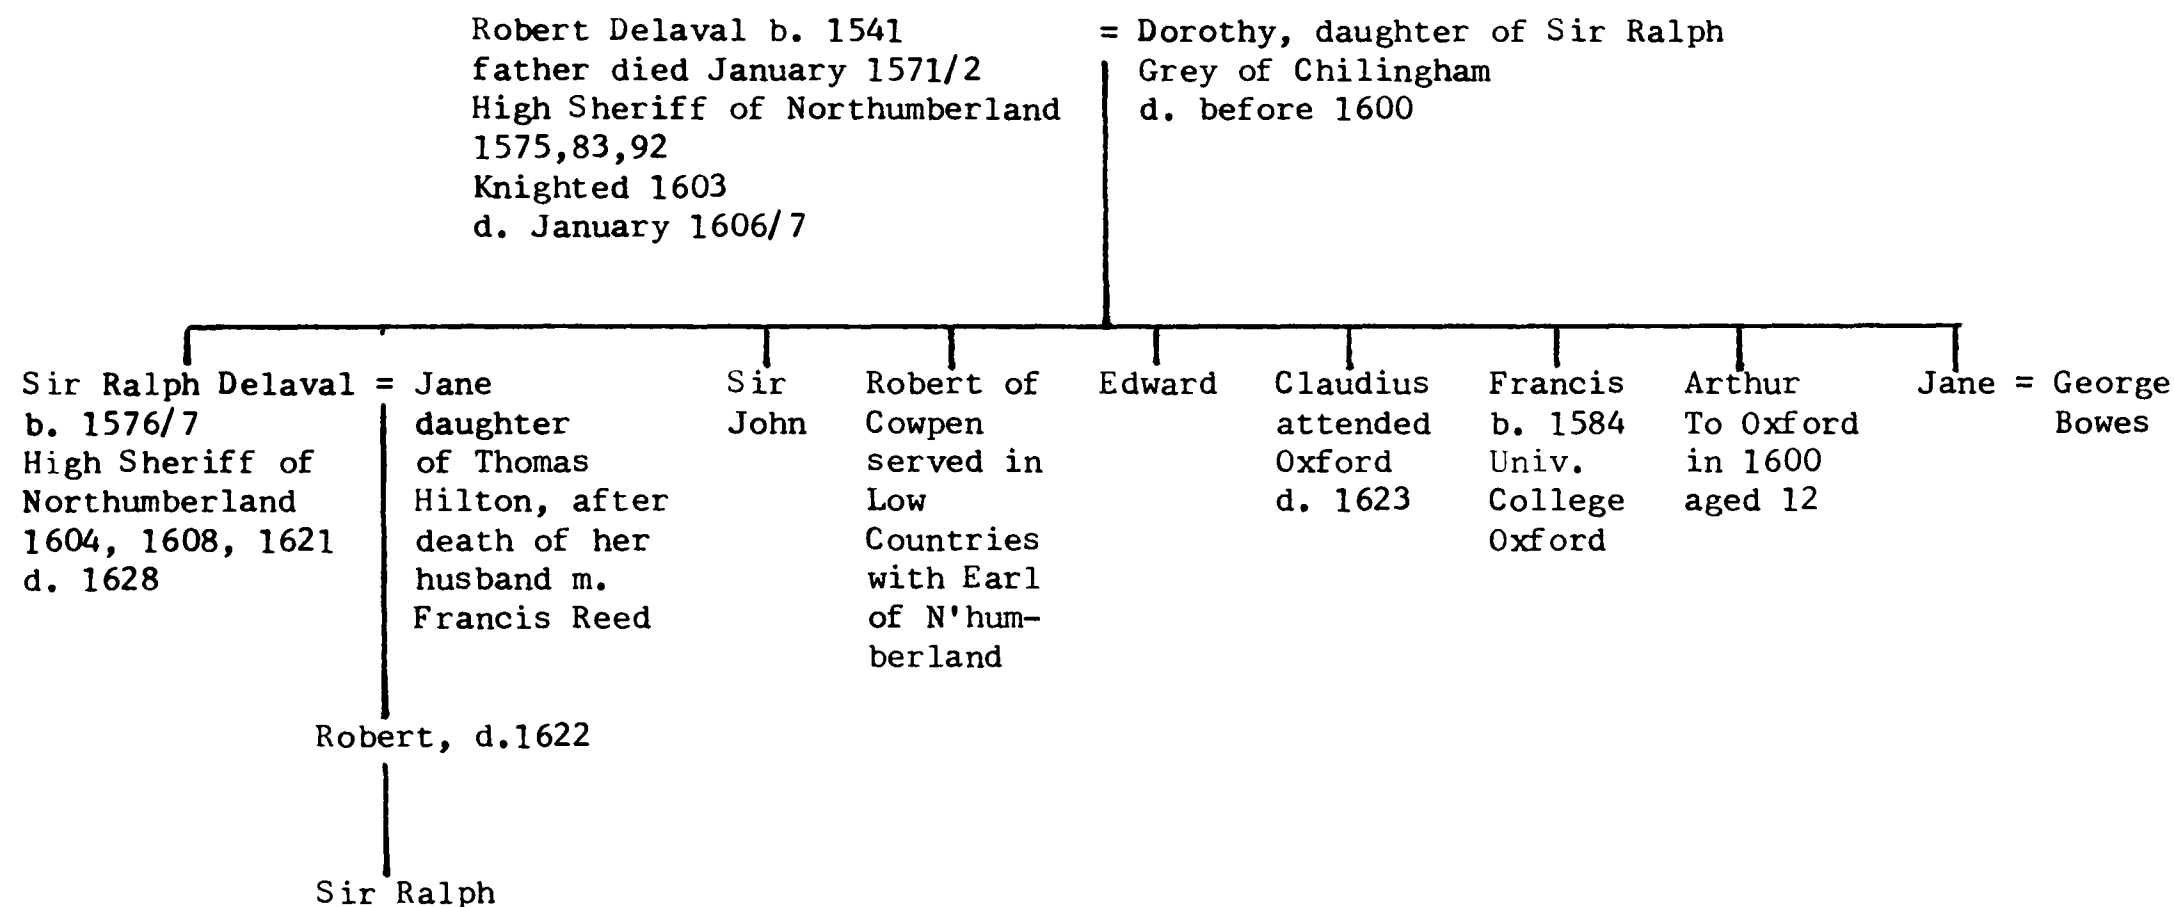 Robert Delaval b. 1541
father died January 1571/2
High Sheriff of Northumberland
1575,83,92
Knighted 1603
d. January 1606/7
= Dorothy, daughter of Sir Ralph
Grey of Chilingham
d. before 1600
Sir Ralph Delaval =
b. 1576/7
High Sheriff of
Northumberland
1604, 1608, 1621
d. 1628
Jane
daughter
of Thomas
Hilton, after
death of her
husband m.
Francis Reed
Sir
John
Robert of
Cowpen
served in
Low
Countries
with Earl
of N'hum-
berland
Edward
Claudius
attended
Oxford
d. 1623
Francis
b. 1584
Univ.
College
Oxford
Arthur
To Oxford
in 1600
aged 12
Jane = George
Bowes
Robert, d.1622
Sir Ralph